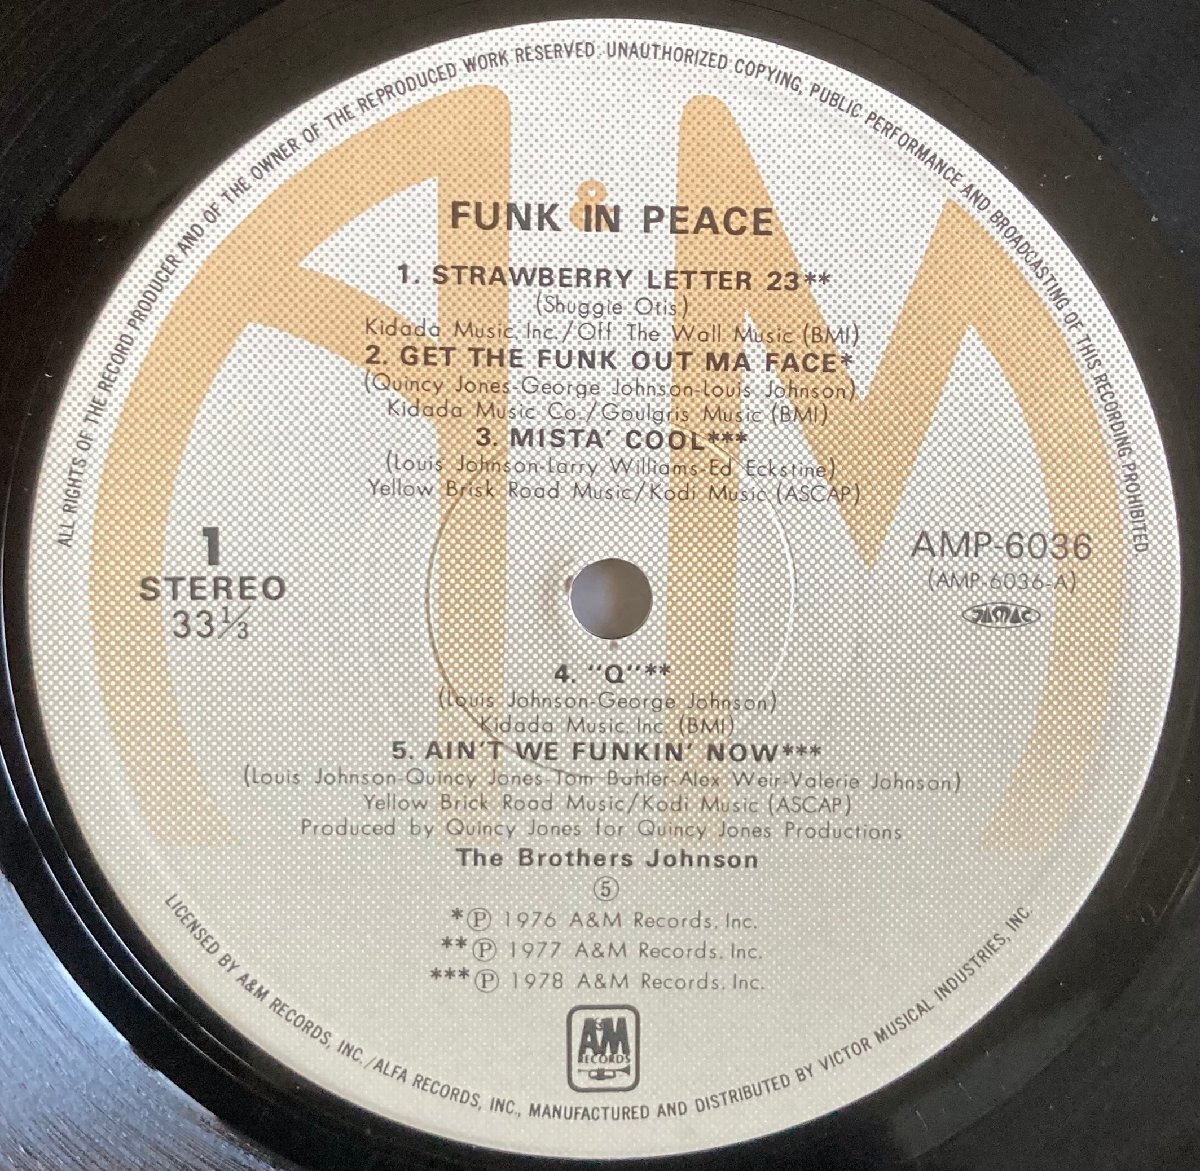 ALL RIGHTS OF THE RECORD PRODUCER AND OF THE OWNER OF THE REPRODUCED WORK RESERVED. UNAUTHORIZED COPYING, PUBLIC PERFORMANCE AND BROADCASTING OF THIS RECORDING PROHIBITED
&
FUNK IN PEACE
1. STRAWBERRY LETTER 23**
(Shuggie Otis)
Kidada Music Inc./Off The Wall Music (BMI)
2. GET THE FUNK OUT MA FACE*
(Quincy Jones-George Johnson-Louis Johnson)
Kidada Music Co./Goulgris Music (BMI)
3. MISTA' COOL***
(Louis Johnson-Larry Williams-Ed Eckstine)
Yellow Brisk Road Music/Kodi Music (ASCAP)
1
STEREO
33 1/3
AMP-6036
(AMP-6036-A)
JASRAC
4. "Q"**
(Louis Johnson-George Johnson)
Kidada Music, Inc. (BMI)
5. AIN'T WE FUNKIN' NOW***
(Louis Johnson-Quincy Jones-Tom Buhler-Alex Weir-Valerie Johnson)
Yellow Brick Road Music/Kodi Music (ASCAP)
Produced by Quincy Jones for Quincy Jones Productions
The Brothers Johnson
⑤
*Ⓟ 1976 A&M Records, Inc.
**Ⓟ 1977 A&M Records, Inc.
***Ⓟ 1978 A&M Records, Inc.
A&M
RECORDS
LICENSED BY A&M RECORDS, INC./ALFA RECORDS, INC., MANUFACTURED AND DISTRIBUTED BY VICTOR MUSICAL INDUSTRIES, INC